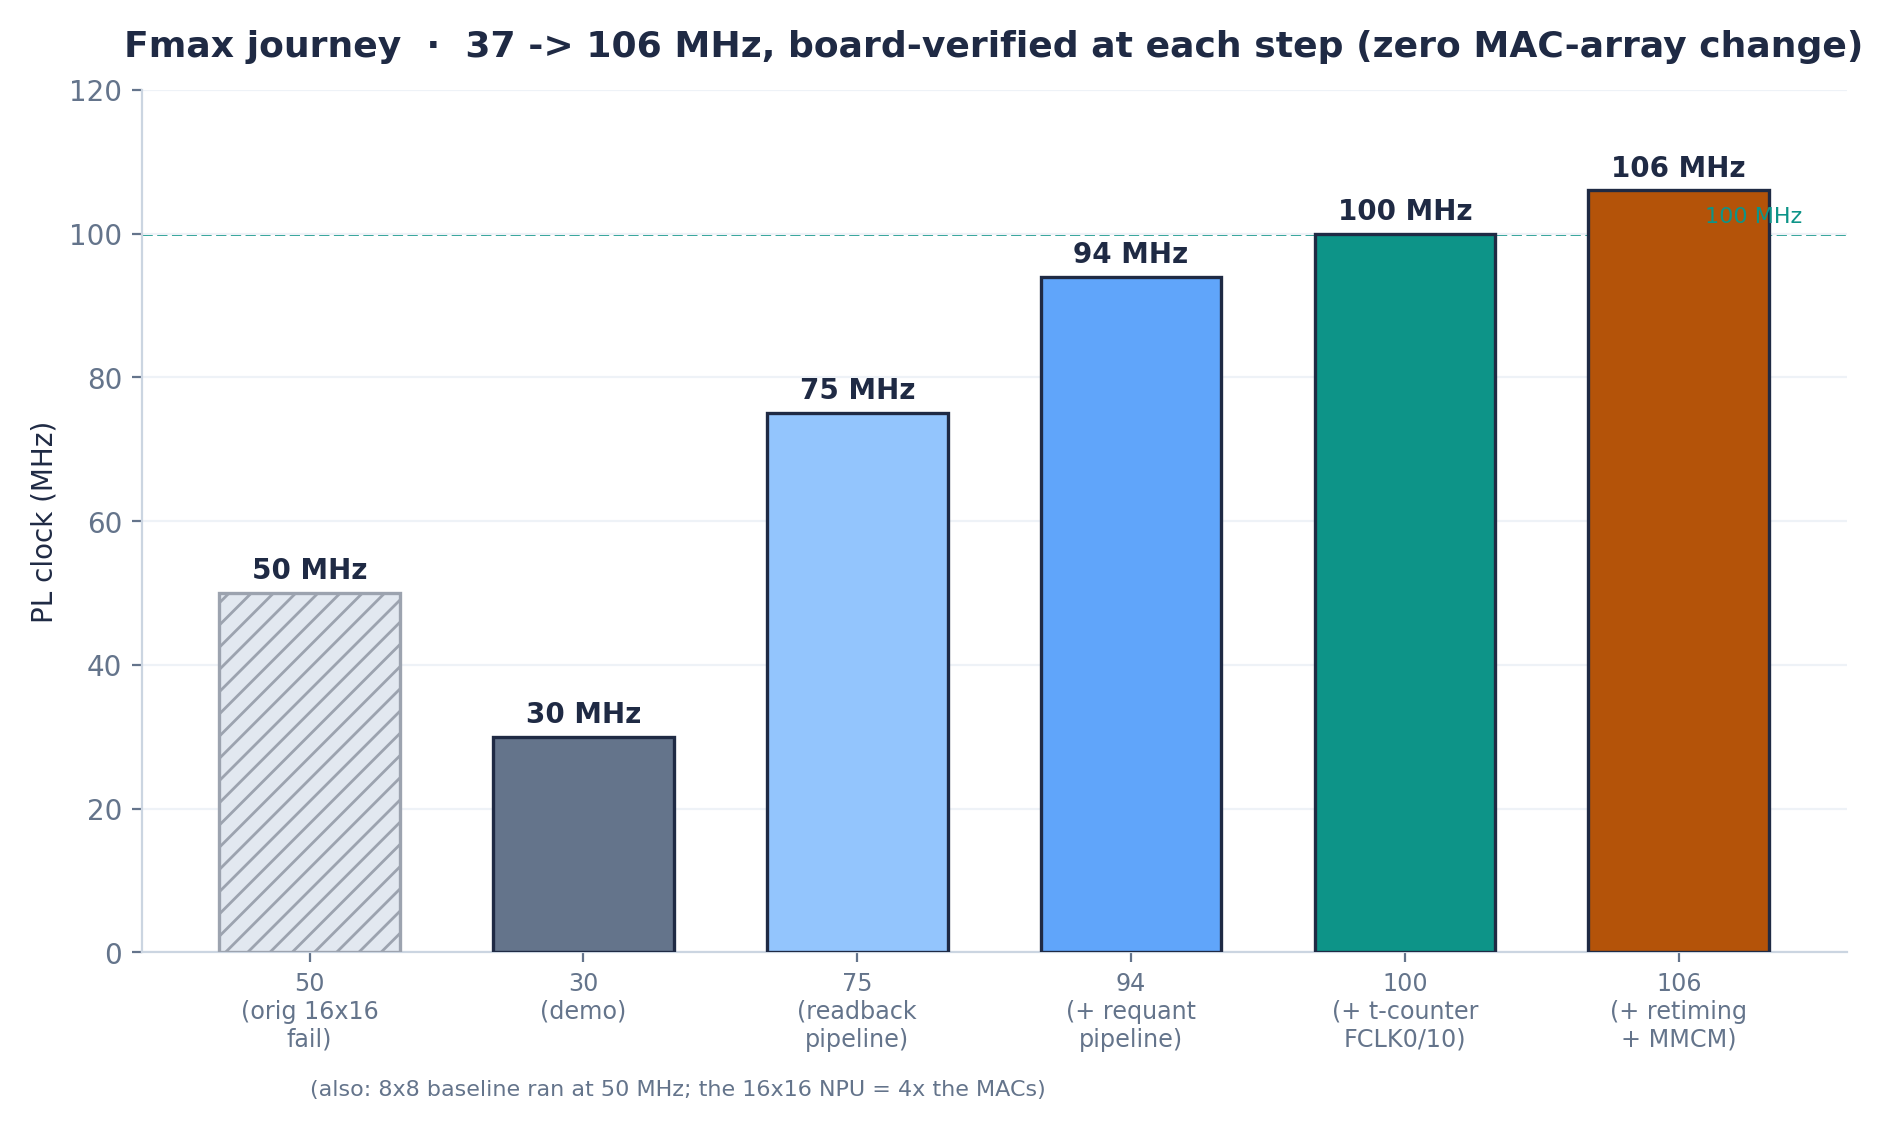 Fmax journey · 37 -> 106 MHz, board-verified at each step (zero MAC-array change)
PL clock (MHz)
120
100
80
60
40
20
0
50 MHz
30 MHz
75 MHz
94 MHz
100 MHz
106 MHz
100 MHz
50
(orig 16x16
fail)
30
(demo)
75
(readback
pipeline)
94
(+ requant
pipeline)
100
(+ t-counter
FCLK0/10)
106
(+ retiming
+ MMCM)
(also: 8x8 baseline ran at 50 MHz; the 16x16 NPU = 4x the MACs)